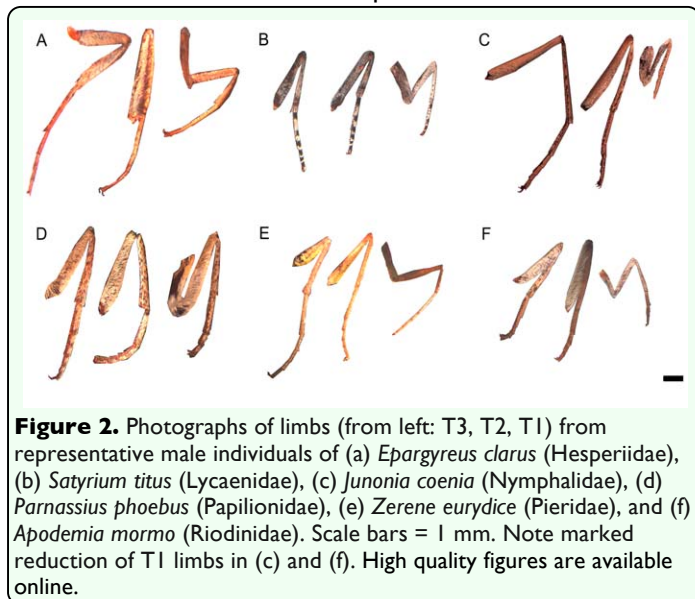 A
B
C
D
E
F
Figure 2. Photographs of limbs (from left: T3, T2, T1) from
representative male individuals of (a) Epargyreus clarus (Hesperiidae),
(b) Satyrium titus (Lycaenidae), (c) Junonia coenia (Nymphalidae), (d)
Parnassius phoebus (Papilionidae), (e) Zerene eurydice (Pieridae), and (f)
Apodemia mormo (Riodinidae). Scale bars = 1 mm. Note marked
reduction of T1 limbs in (c) and (f). High quality figures are available
online.